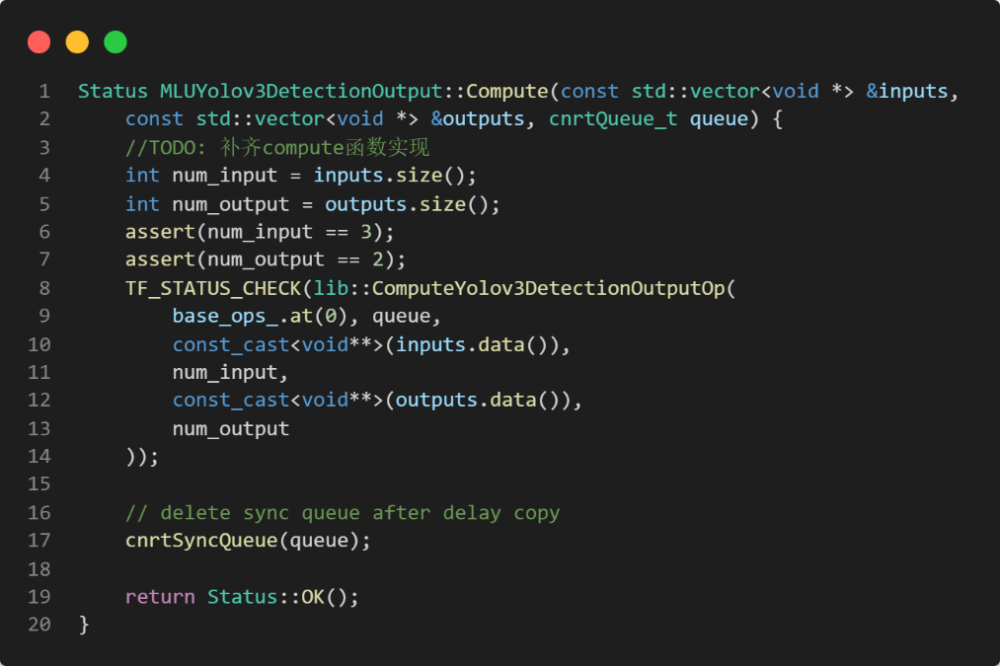 1 Status MLUYolov3DetectionOutput::Compute(const std::vector<void *> &inputs,
2     const std::vector<void *> &outputs, cnrtQueue_t queue) {
3     //TODO: 补齐compute函数实现
4     int num_input = inputs.size();
5     int num_output = outputs.size();
6     assert(num_input == 3);
7     assert(num_output == 2);
8     TF_STATUS_CHECK(lib::ComputeYolov3DetectionOutputOp(
9         base_ops_.at(0), queue,
10         const_cast<void**>(inputs.data()),
11         num_input,
12         const_cast<void**>(outputs.data()),
13         num_output
14     ));
15
16     // delete sync queue after delay copy
17     cnrtSyncQueue(queue);
18
19     return Status::OK();
20 }